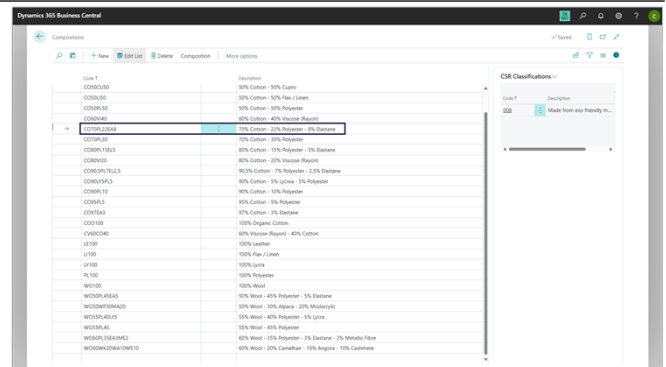 Dynamics 365 Business Central
Compositions
Saved
+ New Edit List Delete Composition More options
Code ↑ Description
CO50CU50 50% Cotton - 50% Cupro
CO50LI50 50% Cotton - 50% Flax / Linen
CO50PL50 50% Cotton - 50% Polyester
CO60VI40 60% Cotton - 40% Viscose (Rayon)
CO70PL22EA8 70% Cotton - 22% Polyester - 8% Elastane
CO70PL30 70% Cotton - 30% Polyester
CO80PL15EL5 80% Cotton - 15% Polyester - 5% Elastane
CO80VI20 80% Cotton - 20% Viscose (Rayon)
CO90,5PL7EL2,5 90,5% Cotton - 7% Polyester - 2,5% Elastane
CO90LY5PL5 90% Cotton - 5% Lycrea - 5% Polyester
CO90PL10 90% Cotton - 10% Polyester
CO95PL5 95% Cotton - 5% Polyester
CO97EA3 97% Cotton - 3% Elastane
COO100 100% Organic Cotton
CV60CO40 60% Viscose (Rayon) - 40% Cotton
LE100 100% Leather
LI100 100% Flax / Linen
LY100 100% Lycra
PL100 100% Polyester
WO100 100% Wool
WO50PL45EA5 50% Wool - 45% Polyester - 5% Elastane
WO50WP30MA20 50% Wool - 30% Alpaca - 20% Modacrylic
WO55PL40LY5 55% Wool - 40% Polyester - 5% Lycra
WO55PL45 55% Wool - 45% Polyester
WO60PL35EA3ME2 60% Wool - 35% Polyester - 3% Elastane - 2% Metallic Fibre
WO60WK20WA10WS10 60% Wool - 20% Camelhair - 10% Angora - 10% Cashmere
CSR Classifications
Code ↑ Description
008 Made from eco friendly m...